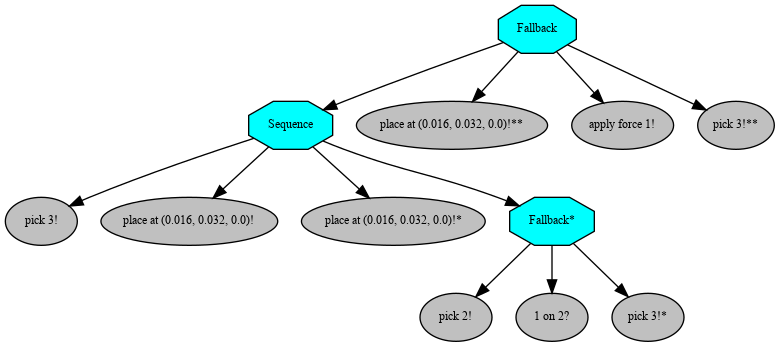 Fallback
Sequence
place at (0.016, 0.032, 0.0)!**
apply force 1!
pick 3!**
pick 3!
place at (0.016, 0.032, 0.0)!
place at (0.016, 0.032, 0.0)!*
Fallback*
pick 2!
1 on 2?
pick 3!*